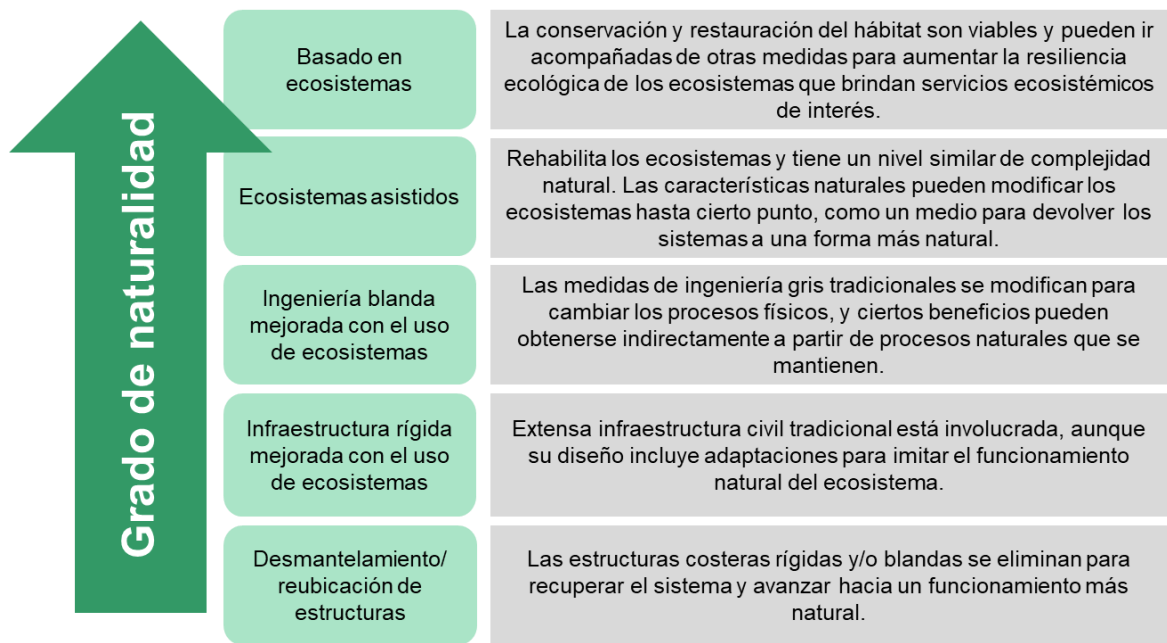 Grado de naturalidad
Basado en
ecosistemas
La conservación y restauración del hábitat son viables y pueden ir
acompañadas de otras medidas para aumentar la resiliencia
ecológica de los ecosistemas que brindan servicios ecosistémicos
de interés.
Ecosistemas asistidos
Rehabilita los ecosistemas y tiene un nivel similar de complejidad
natural. Las características naturales pueden modificar los
ecosistemas hasta cierto punto, como un medio para devolver los
sistemas a una forma más natural.
Ingeniería blanda
mejorada con el uso
de ecosistemas
Las medidas de ingeniería gris tradicionales se modifican para
cambiar los procesos físicos, y ciertos beneficios pueden
obtenerse indirectamente a partir de procesos naturales que se
mantienen.
Infraestructura rígida
mejorada con el uso
de ecosistemas
Extensa infraestructura civil tradicional está involucrada, aunque
su diseño incluye adaptaciones para imitar el funcionamiento
natural del ecosistema.
Desmantelamiento/
reubicación de
estructuras
Las estructuras costeras rígidas y/o blandas se eliminan para
recuperar el sistema y avanzar hacia un funcionamiento más
natural.